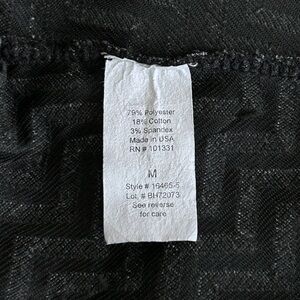 79% Polyester
18% Cotton
3% Spandex
Made in USA
RN # 101331
M
Style # 16465-5
Lot. # BH72073
See reverse
for care